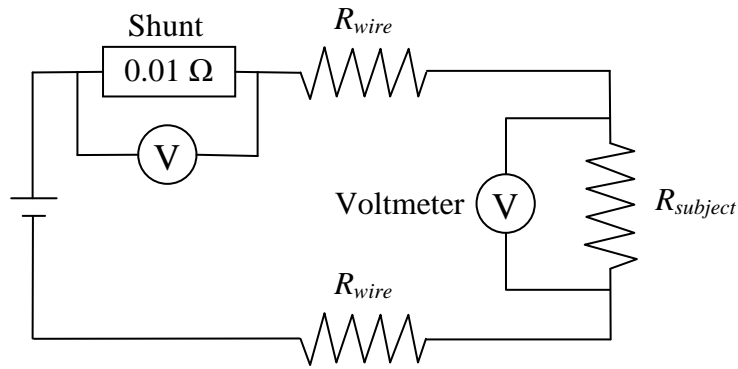 Shunt
0.01 Ω
V
R_wire
Voltmeter
V
R_subject
R_wire